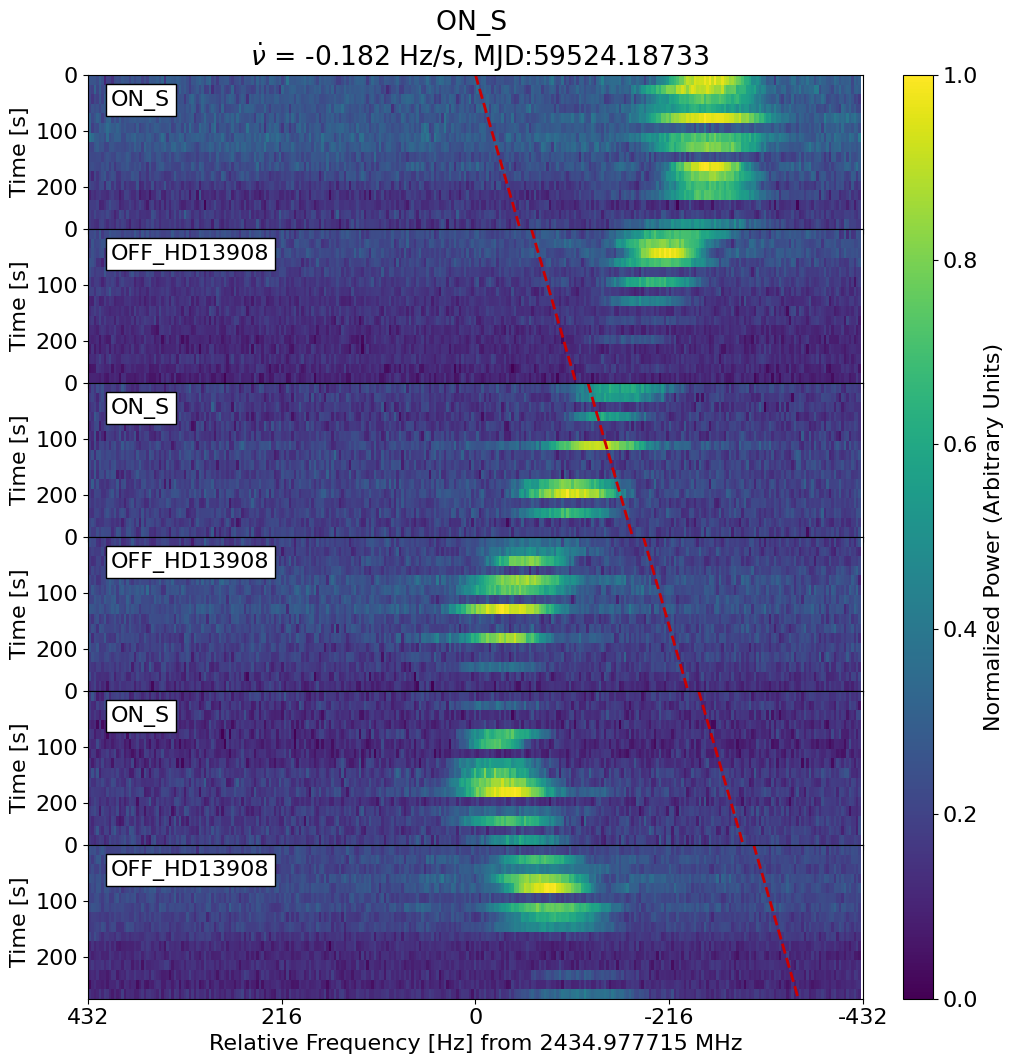 ON_S
ν̇ = -0.182 Hz/s, MJD:59524.18733
0
100
200
Time [s]
ON_S
0
100
200
Time [s]
OFF_HD13908
0
100
200
Time [s]
ON_S
0
100
200
Time [s]
OFF_HD13908
0
100
200
Time [s]
ON_S
0
100
200
Time [s]
OFF_HD13908
432 216 0 -216 -432
Relative Frequency [Hz] from 2434.977715 MHz
1.0
0.8
0.6
0.4
0.2
0.0
Normalized Power (Arbitrary Units)